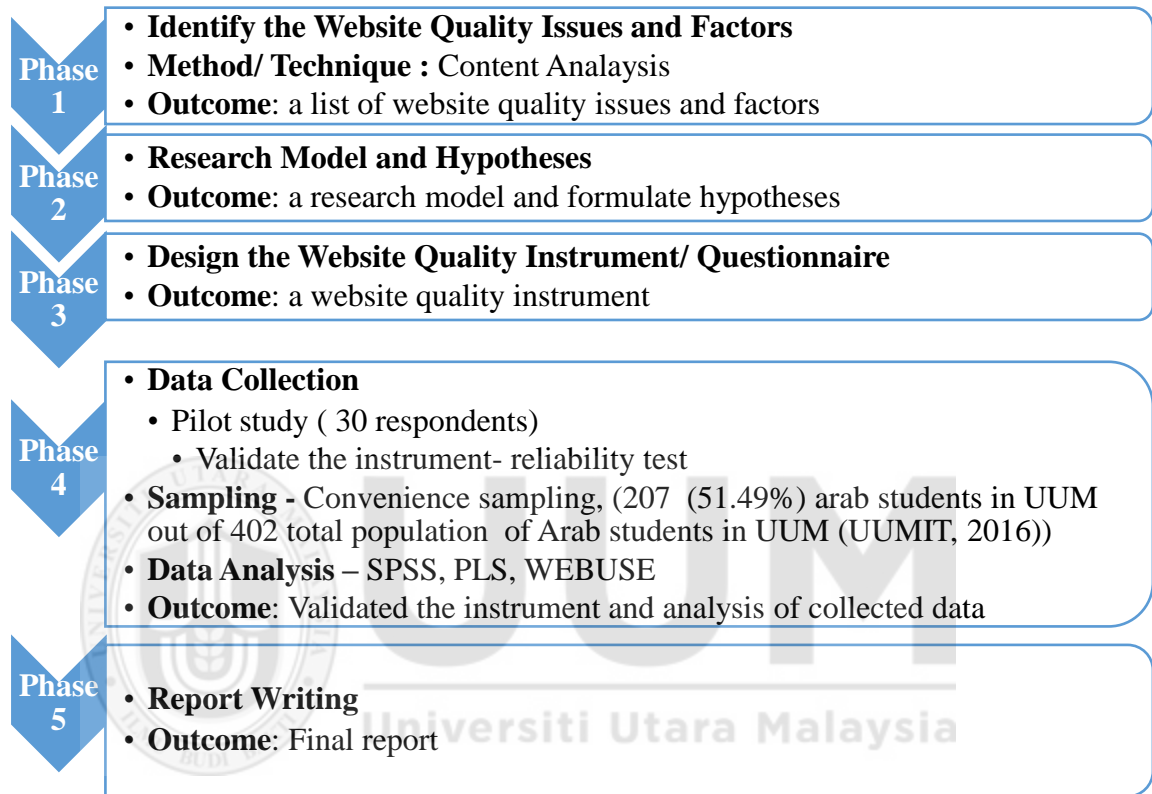 Phase 1
• Identify the Website Quality Issues and Factors
• Method/ Technique : Content Analaysis
• Outcome: a list of website quality issues and factors
Phase 2
• Research Model and Hypotheses
• Outcome: a research model and formulate hypotheses
Phase 3
• Design the Website Quality Instrument/ Questionnaire
• Outcome: a website quality instrument
Phase 4
• Data Collection
• Pilot study ( 30 respondents)
• Validate the instrument- reliability test
• Sampling - Convenience sampling, (207 (51.49%) arab students in UUM
out of 402 total population of Arab students in UUM (UUMIT, 2016))
• Data Analysis – SPSS, PLS, WEBUSE
• Outcome: Validated the instrument and analysis of collected data
Phase 5
• Report Writing
• Outcome: Final report
UUM
Universiti Utara Malaysia
UNIVERSITI UTARA MALAYSIA
BUDI